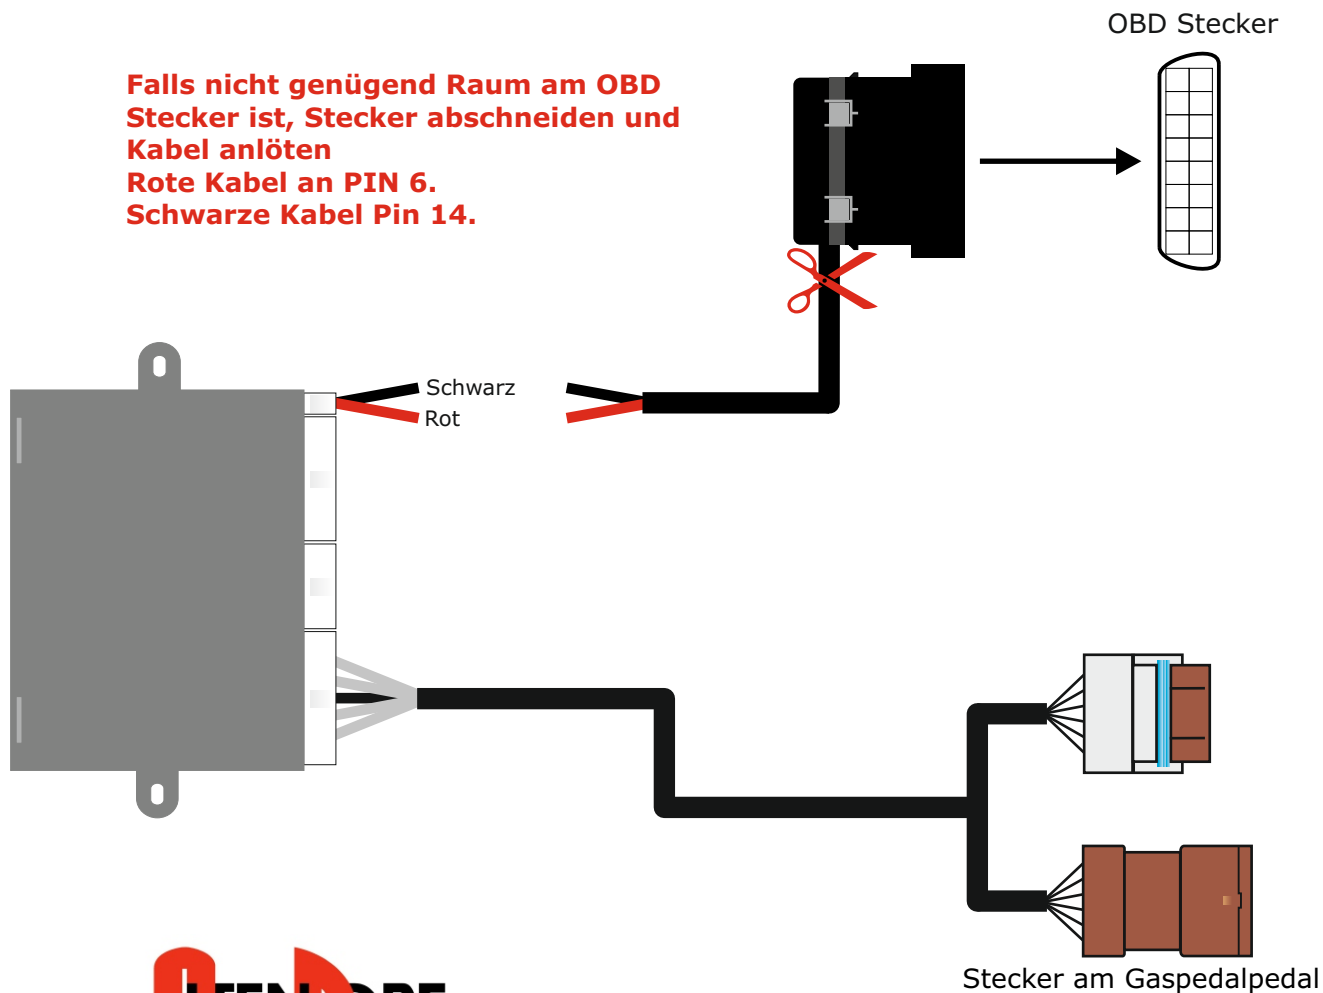 OBD Stecker
Falls nicht genügend Raum am OBD
Stecker ist, Stecker abschneiden und
Kabel anlöten
Rote Kabel an PIN 6.
Schwarze Kabel Pin 14.
Schwarz
Rot
Stecker am Gaspedalpedal